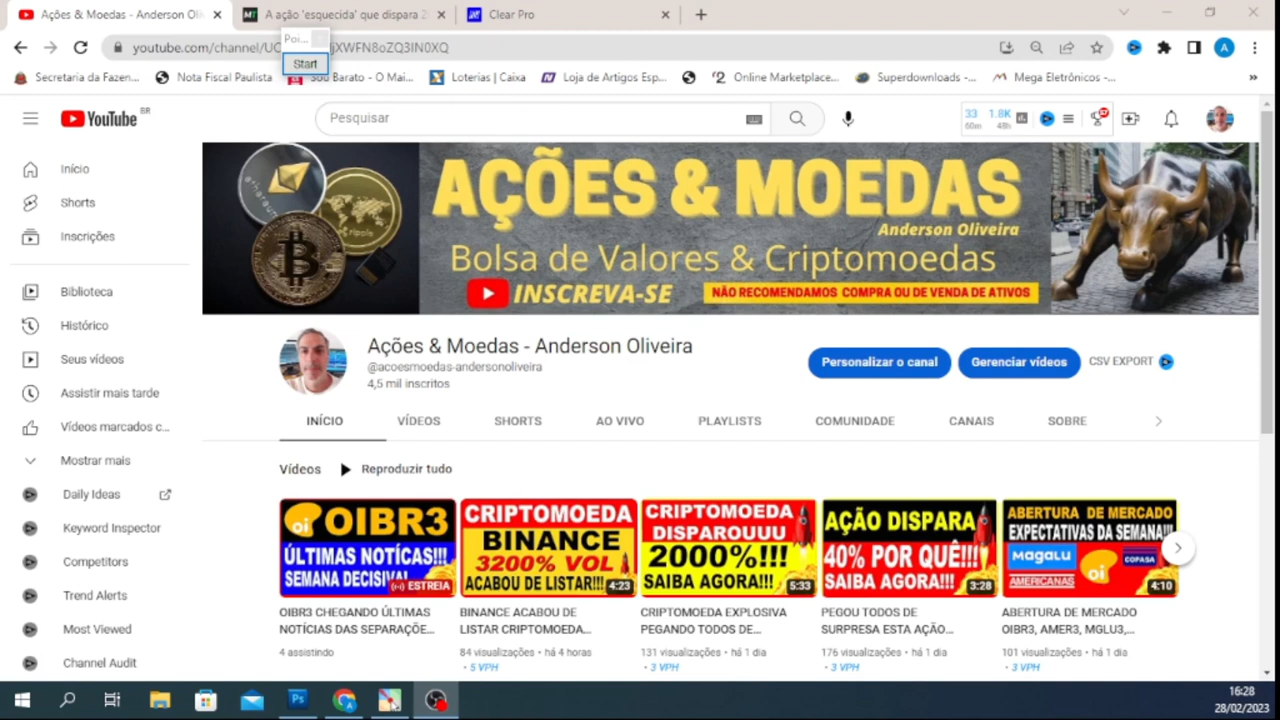 Ações & Moedas - Anderson Oliv
A ação 'esquecida' que dispara 2
Clear Pro
Poi...
Start
youtube.com/channel/UC
jXWFN8oZQ3IN0XQ
Secretaria da Fazen...
Nota Fiscal Paulista
Sou Barato - O Mai...
Loterias | Caixa
Loja de Artigos Esp...
Online Marketplace...
Superdownloads -...
Mega Eletrônicos -...
YouTube BR
Pesquisar
33 60m
1.8K 48h
Início
Shorts
Inscrições
Biblioteca
Histórico
Seus vídeos
Assistir mais tarde
Vídeos marcados c...
Mostrar mais
Daily Ideas
Keyword Inspector
Competitors
Trend Alerts
Most Viewed
Channel Audit
AÇÕES & MOEDAS
Anderson Oliveira
Bolsa de Valores & Criptomoedas
INSCREVA-SE
NÃO RECOMENDAMOS COMPRA OU DE VENDA DE ATIVOS
ethereum
ripple
Ações & Moedas - Anderson Oliveira
@acoesmoedas-andersonoliveira
4,5 mil inscritos
Personalizar o canal
Gerenciar vídeos
CSV EXPORT
INÍCIO
VÍDEOS
SHORTS
AO VIVO
PLAYLISTS
COMUNIDADE
CANAIS
SOBRE
Vídeos
Reproduzir tudo
oi OIBR3
ÚLTIMAS NOTÍCAS!!!
SEMANA DECISIVA
ESTREIA
OIBR3 CHEGANDO ÚLTIMAS
NOTÍCIAS DAS SEPARAÇÕE...
4 assistindo
CRIPTOMOEDA
BINANCE
3200% VOL
ACABOU DE LISTAR!!!
4:23
BINANCE ACABOU DE
LISTAR CRIPTOMOEDA...
84 visualizações • há 4 horas
• 5 VPH
CRIPTOMOEDA
DISPAROUUU
2000%!!!
SAIBA AGORA!!!
5:33
CRIPTOMOEDA EXPLOSIVA
PEGANDO TODOS DE...
131 visualizações • há 1 dia
• 3 VPH
AÇÃO DISPARA
40% POR QUÊ!!!
SAIBA AGORA!!!
3:28
PEGOU TODOS DE
SURPRESA ESTA AÇÃO...
176 visualizações • há 1 dia
• 3 VPH
ABERTURA DE MERCADO
EXPECTATIVAS DA SEMANA!!!
MAGALU
oi
COPASA
AMERICANAS
4:10
ABERTURA DE MERCADO
OIBR3, AMER3, MGLU3,...
101 visualizações • há 1 dia
• 3 VPH
Ps
16:28
28/02/2023